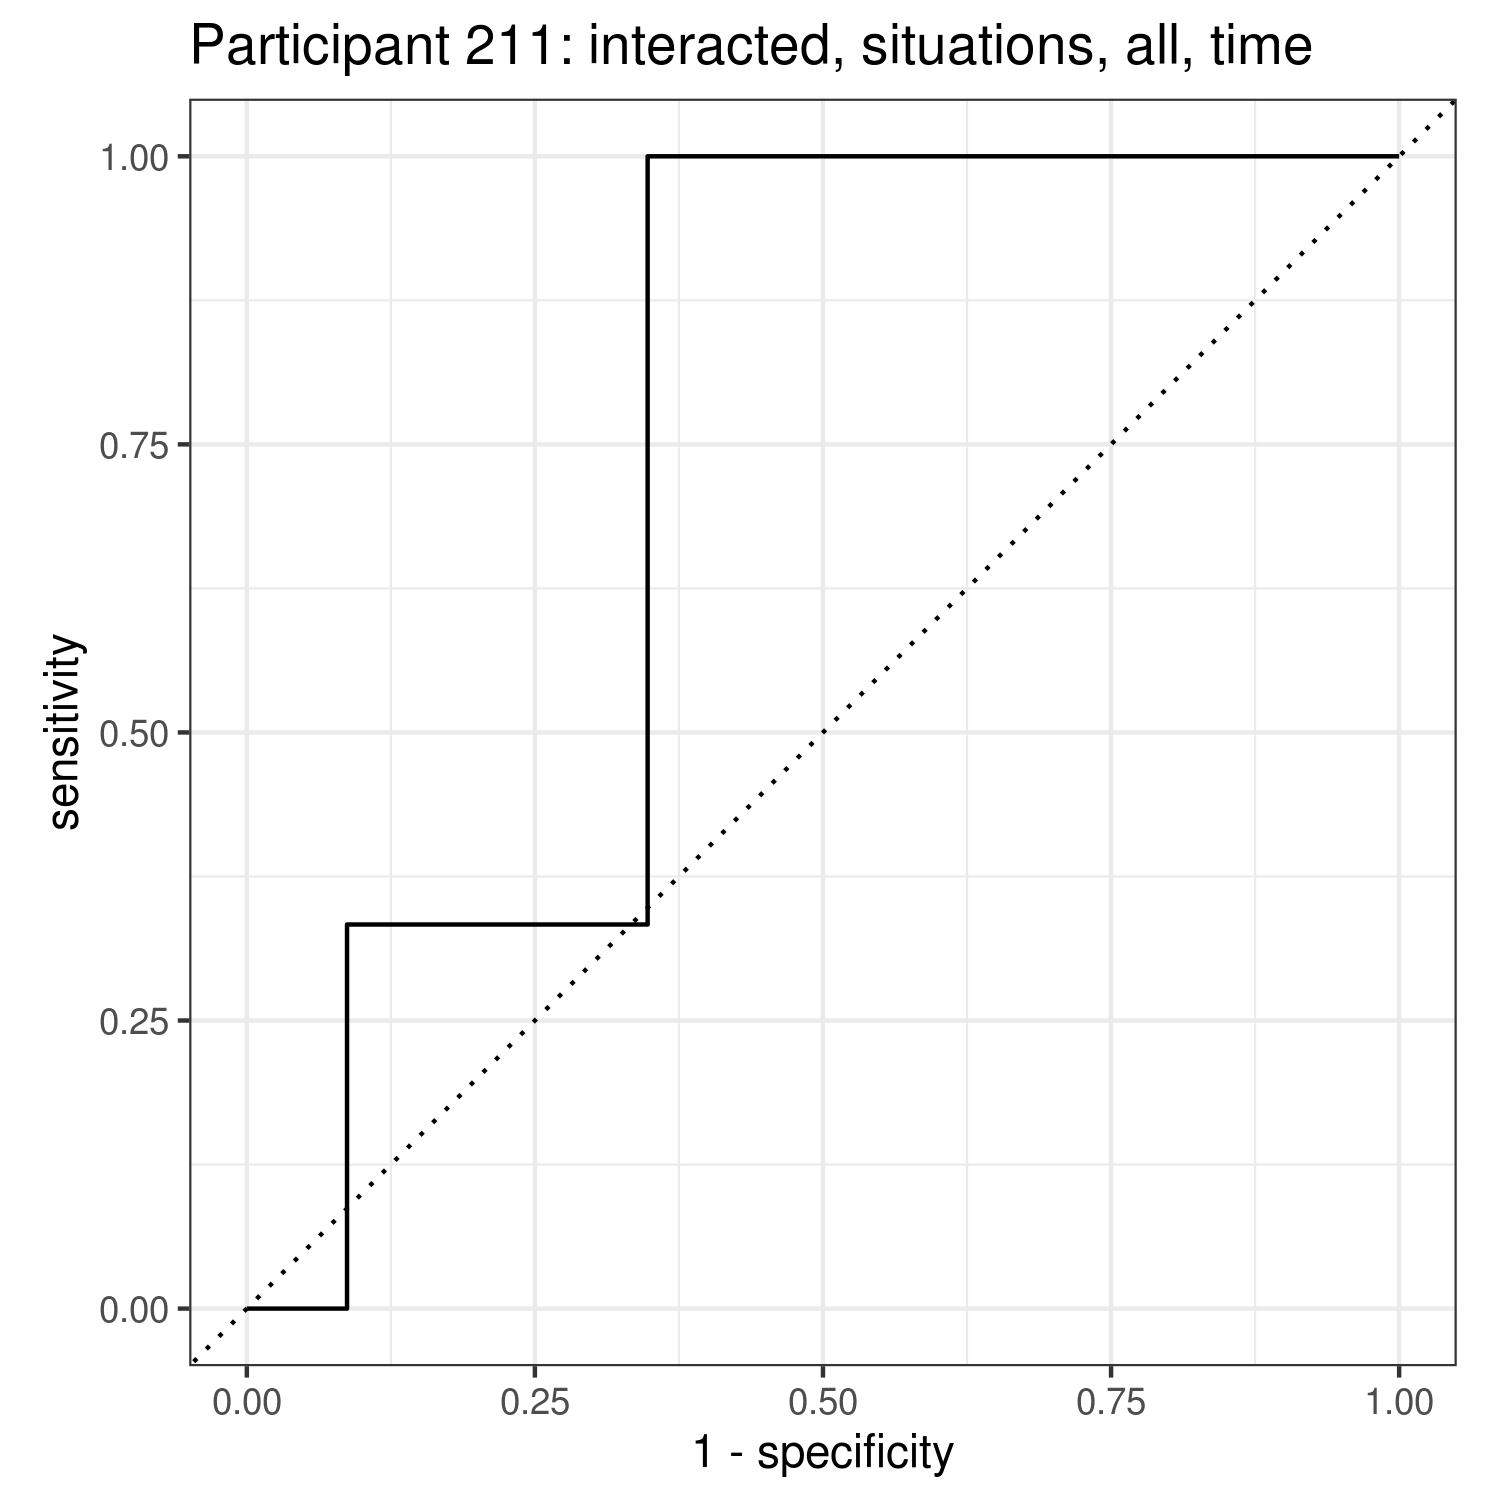 Participant 211: interacted, situations, all, time
1.00
0.75
0.50
0.25
0.00
sensitivity
0.00 0.25 0.50 0.75 1.00
1 - specificity